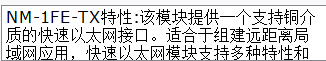 NM-1FE-TX特性:该模块提供一个支持铜介
质的快速以太网接口。适合于组建远距离局
域网应用，快速以太网模块支持多种特性和